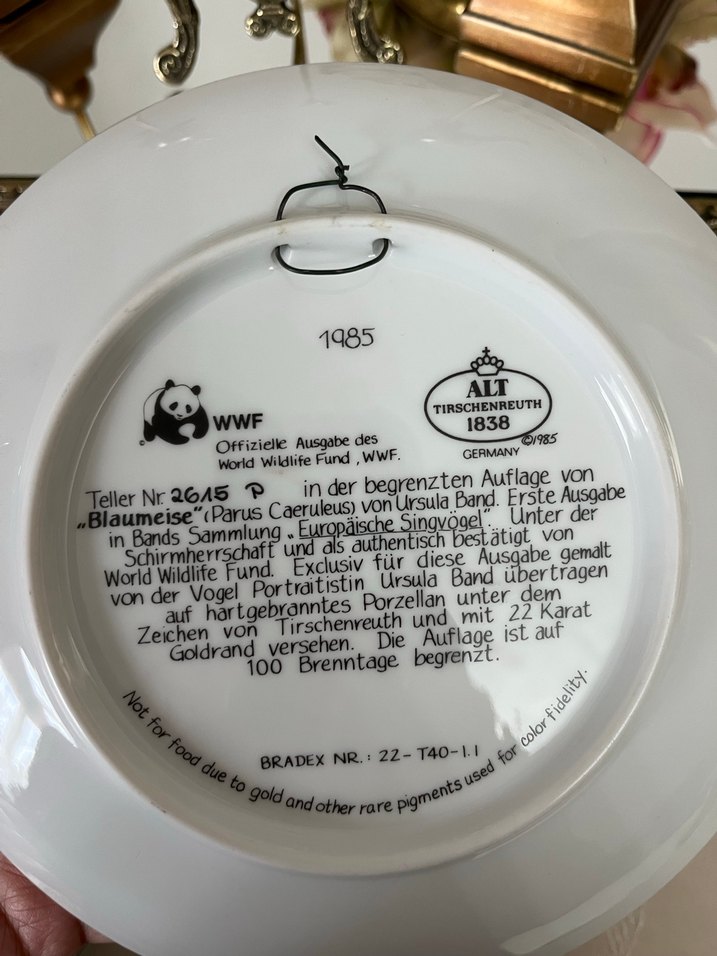 1985
WWF
Offizielle Ausgabe des
World Wildlife Fund, WWF.
ALT
TIRSCHENREUTH
1838
©1985
GERMANY
Teller Nr. 2615 P in der begrenzten Auflage von
„Blaumeise“ (Parus Caeruleus) von Ursula Band. Erste Ausgabe
in Bands Sammlung „Europäische Singvögel“. Unter der
Schirmherrschaft und als authentisch bestätigt von
World Wildlife Fund. Exclusiv für diese Ausgabe gemalt
von der Vogel Portraitistin Ursula Band übertragen
auf hartgebranntes Porzellan unter dem
Zeichen von Tirschenreuth und mit 22 Karat
Goldrand versehen. Die Auflage ist auf
100 Brenntage begrenzt.
BRADEX NR.: 22-T40-1.1
Not for food due to gold and other rare pigments used for color fidelity.